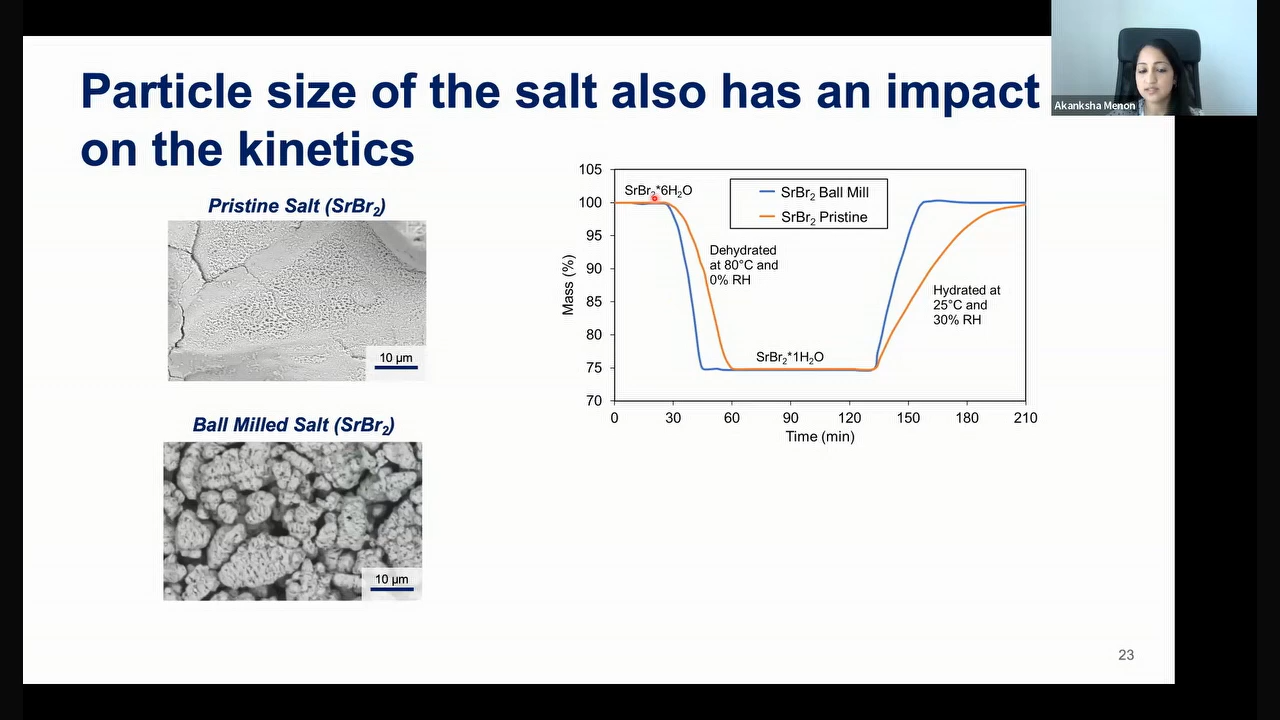 Particle size of the salt also has an impact
on the kinetics
Akanksha Menon
Pristine Salt (SrBr₂)
10 µm
Ball Milled Salt (SrBr₂)
10 µm
105
100
95
90
85
80
75
70
Mass (%)
SrBr₂*6H₂O
SrBr₂ Ball Mill
SrBr₂ Pristine
Dehydrated
at 80°C and
0% RH
Hydrated at
25°C and
30% RH
SrBr₂*1H₂O
0 30 60 90 120 150 180 210
Time (min)
23